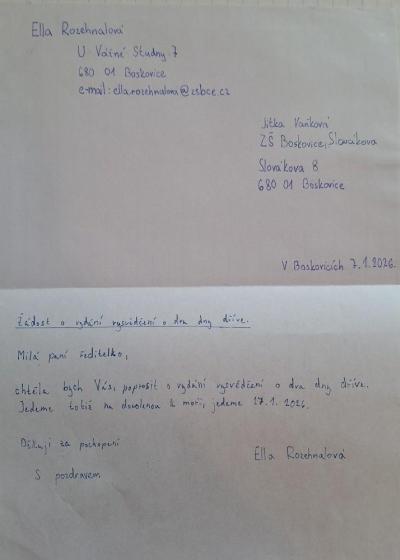 Ella Rozehnalová
U Vážné Studny 7
680 01 Boskovice
e-mail: ella.rozehnalova@zsbce.cz
Jitka Vaňková
ZŠ Boskovice, Slovákova
Slovákova 8
680 01 Boskovice
V Boskovicích 7.1.2026.
Žádost o vydání vysvědčení o dva dny dříve.
Milá paní ředitelko,
chtěla bych Vás, poprosit o vydání vysvědčení o dva dny dříve.
Jedeme totiž na dovolenou k moři, jedeme 17.1.2026.
Děkuji za pochopení
Ella Rozehnalová
S pozdravem